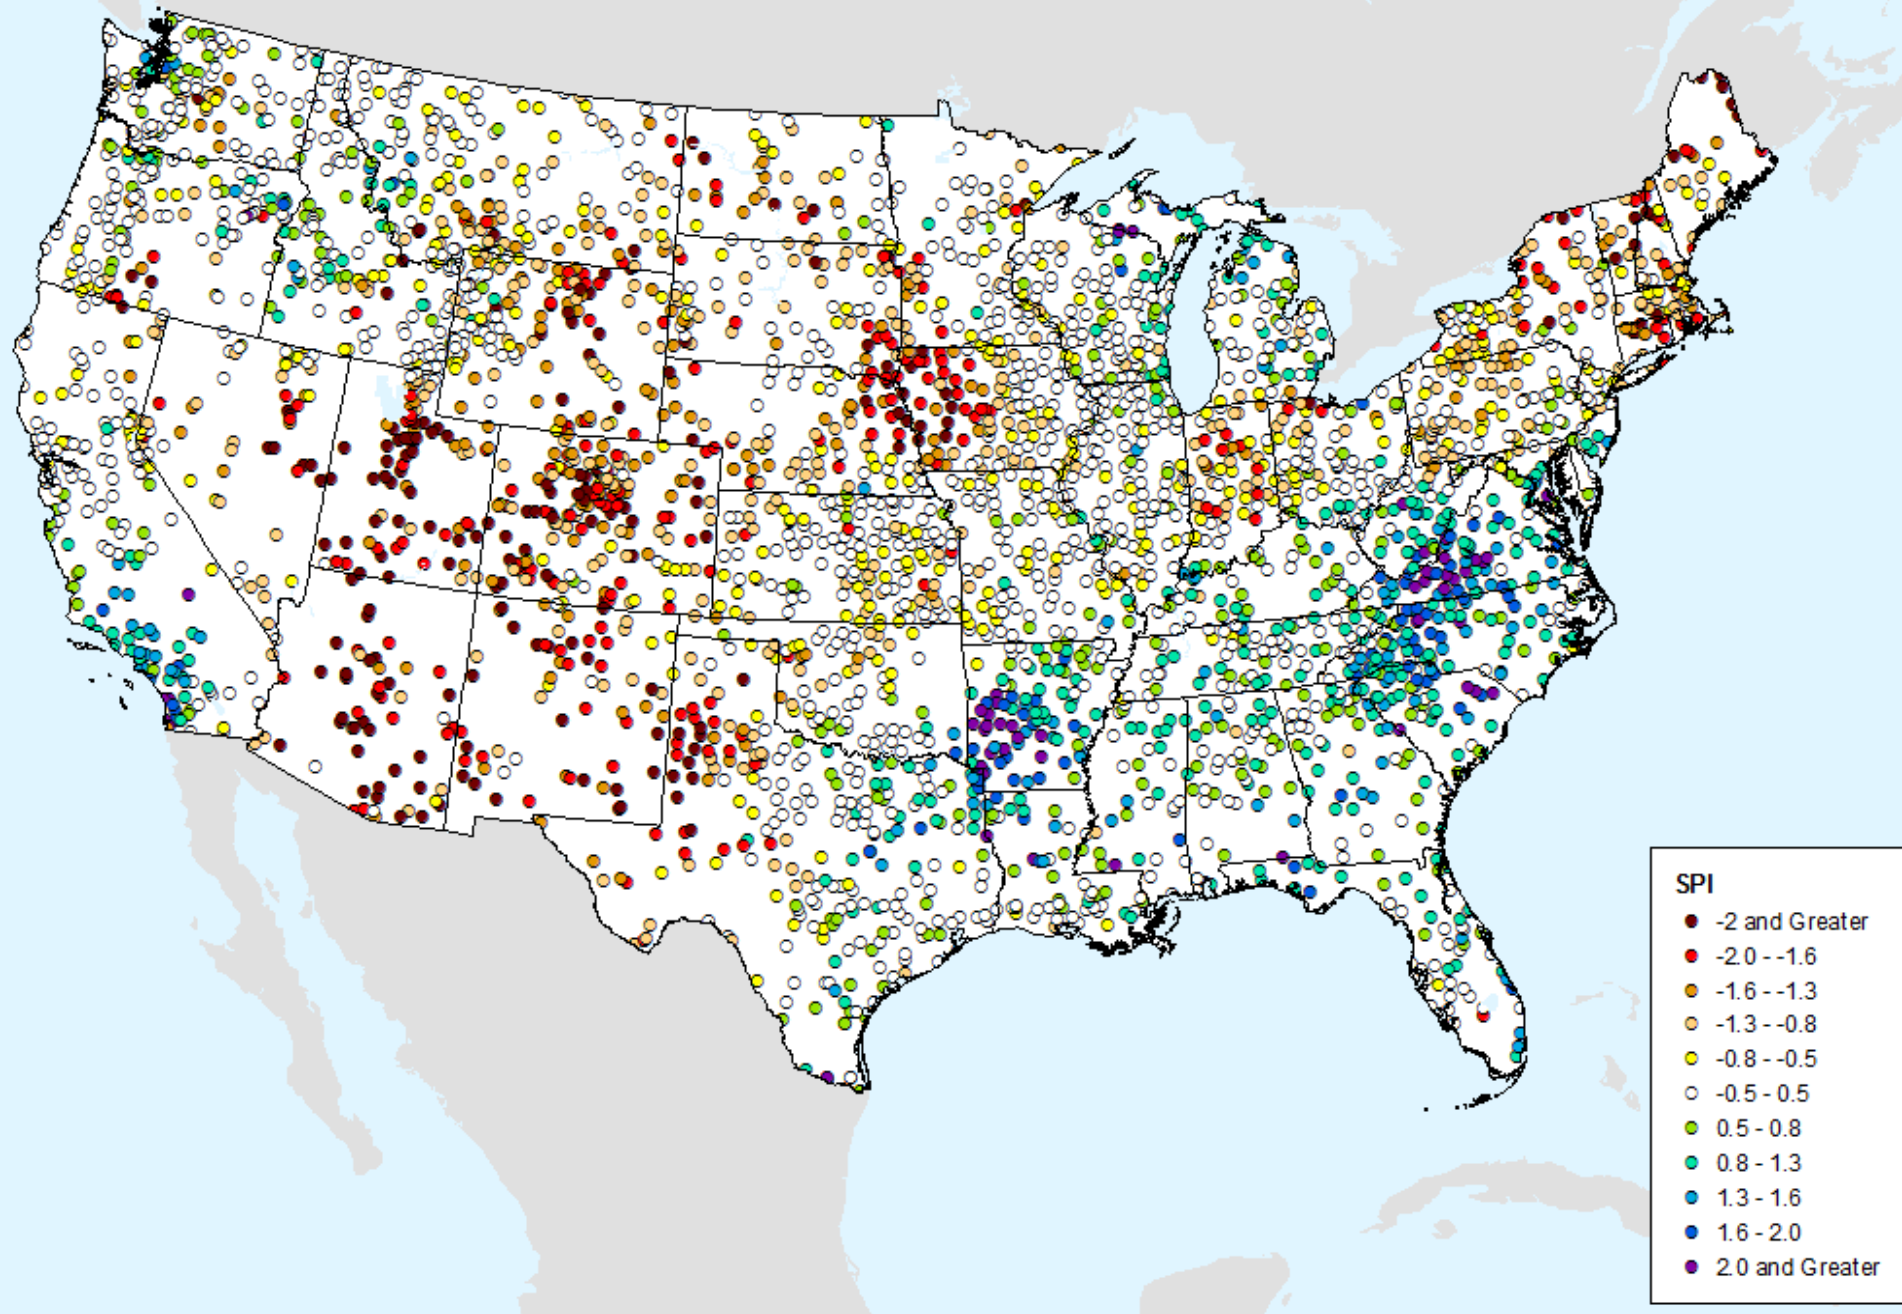 SPI
-2 and Greater
-2.0 - -1.6
-1.6 - -1.3
-1.3 - -0.8
-0.8 - -0.5
-0.5 - 0.5
0.5 - 0.8
0.8 - 1.3
1.3 - 1.6
1.6 - 2.0
2.0 and Greater